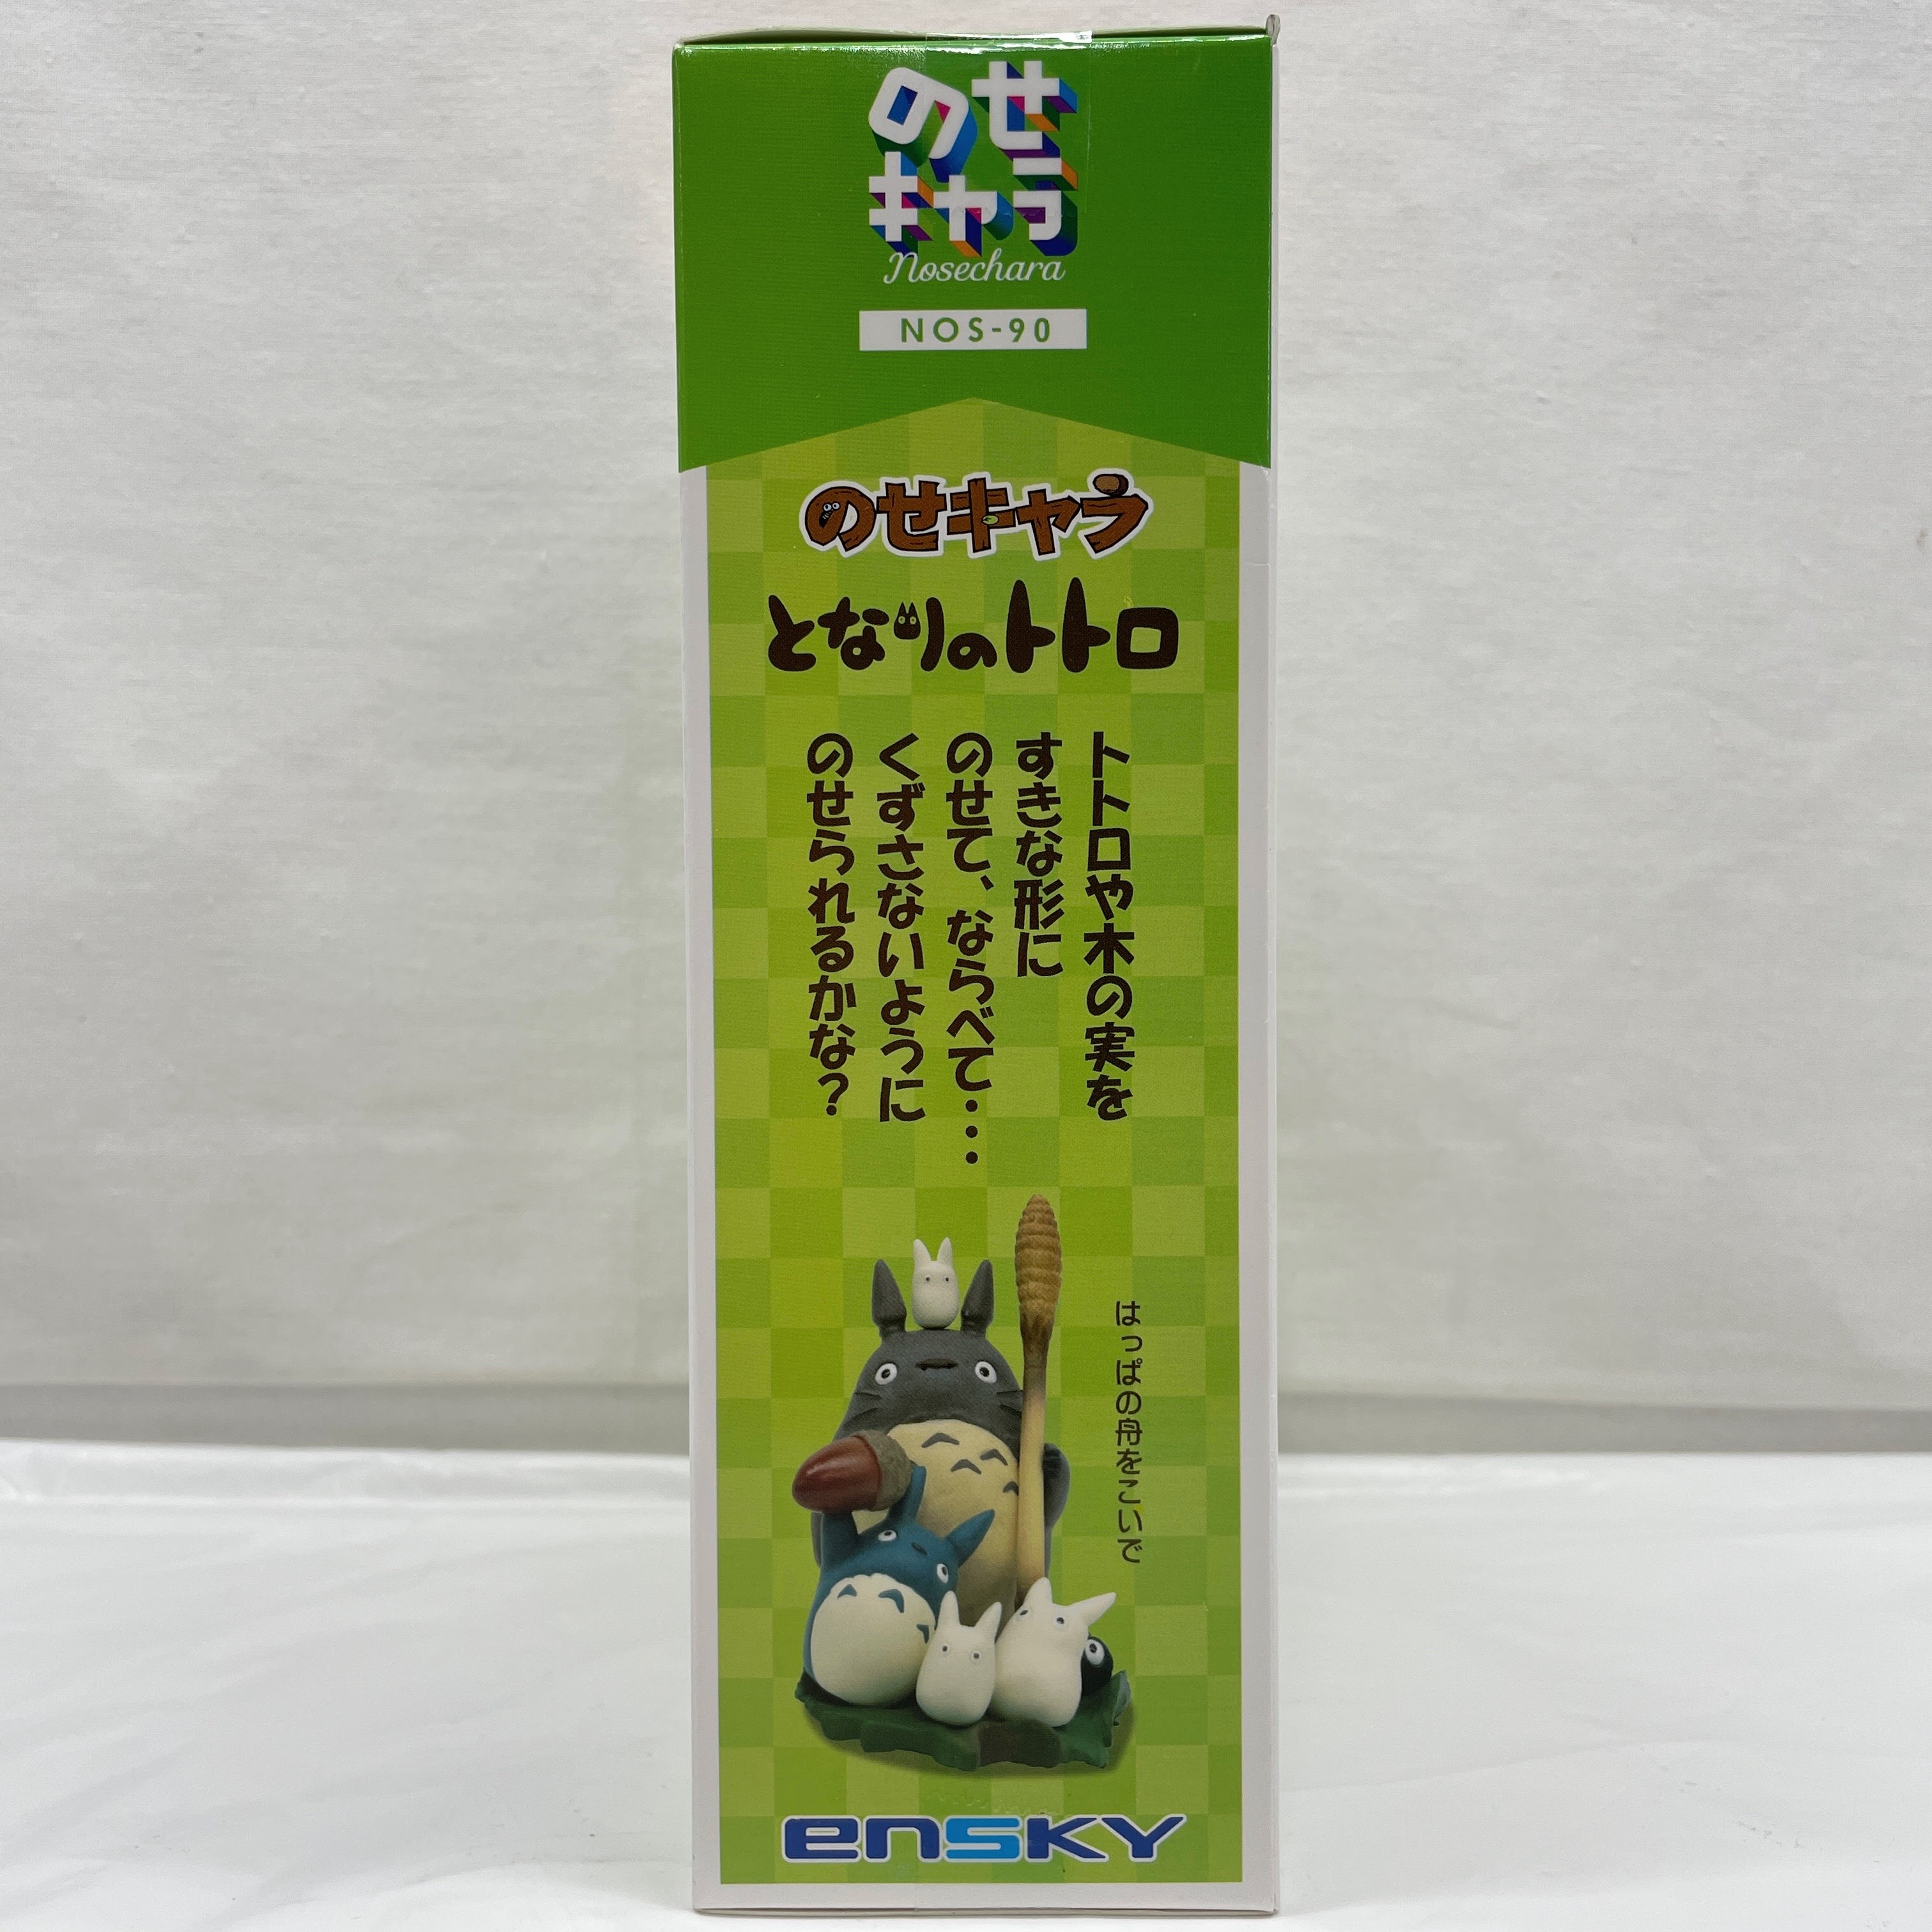 のせ
キャラ
Nosechara
NOS-90
のせキャラ
となりのトトロ
トトロや木の実を
すきな形に
のせて、ならべて・・・
くずさないように
のせられるかな?
はっぱの舟をこいで
ensky